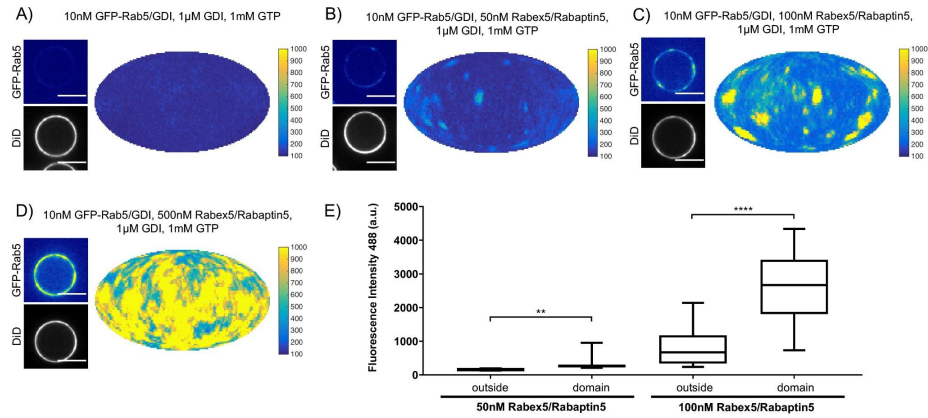 A)
10nM GFP-Rab5/GDI, 1μM GDI, 1mM GTP
GFP-Rab5
DiD
1000
900
800
700
600
500
400
300
200
100
B)
10nM GFP-Rab5/GDI, 50nM Rabex5/Rabaptin5,
1μM GDI, 1mM GTP
GFP-Rab5
DiD
1000
900
800
700
600
500
400
300
200
100
C)
10nM GFP-Rab5/GDI, 100nM Rabex5/Rabaptin5,
1μM GDI, 1mM GTP
GFP-Rab5
DiD
1000
900
800
700
600
500
400
300
200
100
D)
10nM GFP-Rab5/GDI, 500nM Rabex5/Rabaptin5,
1μM GDI, 1mM GTP
GFP-Rab5
DiD
1000
900
800
700
600
500
400
300
200
100
E)
Fluorescence Intensity 488 (a.u.)
5000
4000
3000
2000
1000
0
**
****
outside domain outside domain
50nM Rabex5/Rabaptin5 100nM Rabex5/Rabaptin5